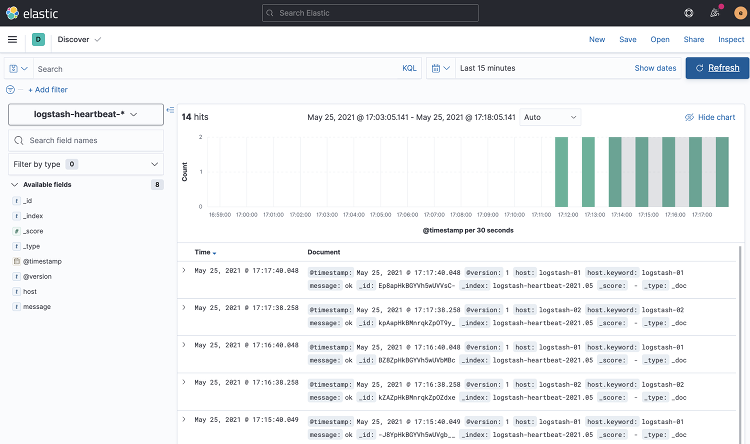 elastic
Search Elastic
e
D Discover New Save Open Share Inspect
Search KQL Last 15 minutes Show dates Refresh
+ Add filter
logstash-heartbeat-*
Search field names
Filter by type 0
Available fields 8
t _id
t _index
# _score
t _type
@timestamp
t @version
t host
t message
14 hits May 25, 2021 @ 17:03:05.141 - May 25, 2021 @ 17:18:05.141 Auto Hide chart
Count
2
1
0
16:59:00 17:00:00 17:01:00 17:02:00 17:03:00 17:04:00 17:05:00 17:06:00 17:07:00 17:08:00 17:09:00 17:10:00 17:11:00 17:12:00 17:13:00 17:14:00 17:15:00 17:16:00 17:17:00
@timestamp per 30 seconds
Time Document
May 25, 2021 @ 17:17:40.048 @timestamp: May 25, 2021 @ 17:17:40.048 @version: 1 host: logstash-01 host.keyword: logstash-01
message: ok _id: Ep8apHkBGYVh5wUVVsC- _index: logstash-heartbeat-2021.05 _score: - _type: _doc
May 25, 2021 @ 17:17:38.258 @timestamp: May 25, 2021 @ 17:17:38.258 @version: 1 host: logstash-02 host.keyword: logstash-02
message: ok _id: kpAapHkBMnrqkZpOT9y_ _index: logstash-heartbeat-2021.05 _score: - _type: _doc
May 25, 2021 @ 17:16:40.048 @timestamp: May 25, 2021 @ 17:16:40.048 @version: 1 host: logstash-01 host.keyword: logstash-01
message: ok _id: BZ8ZpHkBGYVh5wUVbMBc _index: logstash-heartbeat-2021.05 _score: - _type: _doc
May 25, 2021 @ 17:16:38.258 @timestamp: May 25, 2021 @ 17:16:38.258 @version: 1 host: logstash-02 host.keyword: logstash-02
message: ok _id: kZAZpHkBMnrqkZpOZdxe _index: logstash-heartbeat-2021.05 _score: - _type: _doc
May 25, 2021 @ 17:15:40.049 @timestamp: May 25, 2021 @ 17:15:40.049 @version: 1 host: logstash-01 host.keyword: logstash-01
message: ok _id: -J8YpHkBGYVh5wUVgb__ _index: logstash-heartbeat-2021.05 _score: - _type: _doc